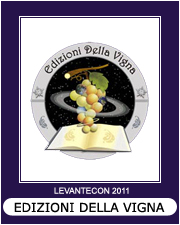 Edizioni Della Vigna
LEVANTECON 2011
EDIZIONI DELLA VIGNA